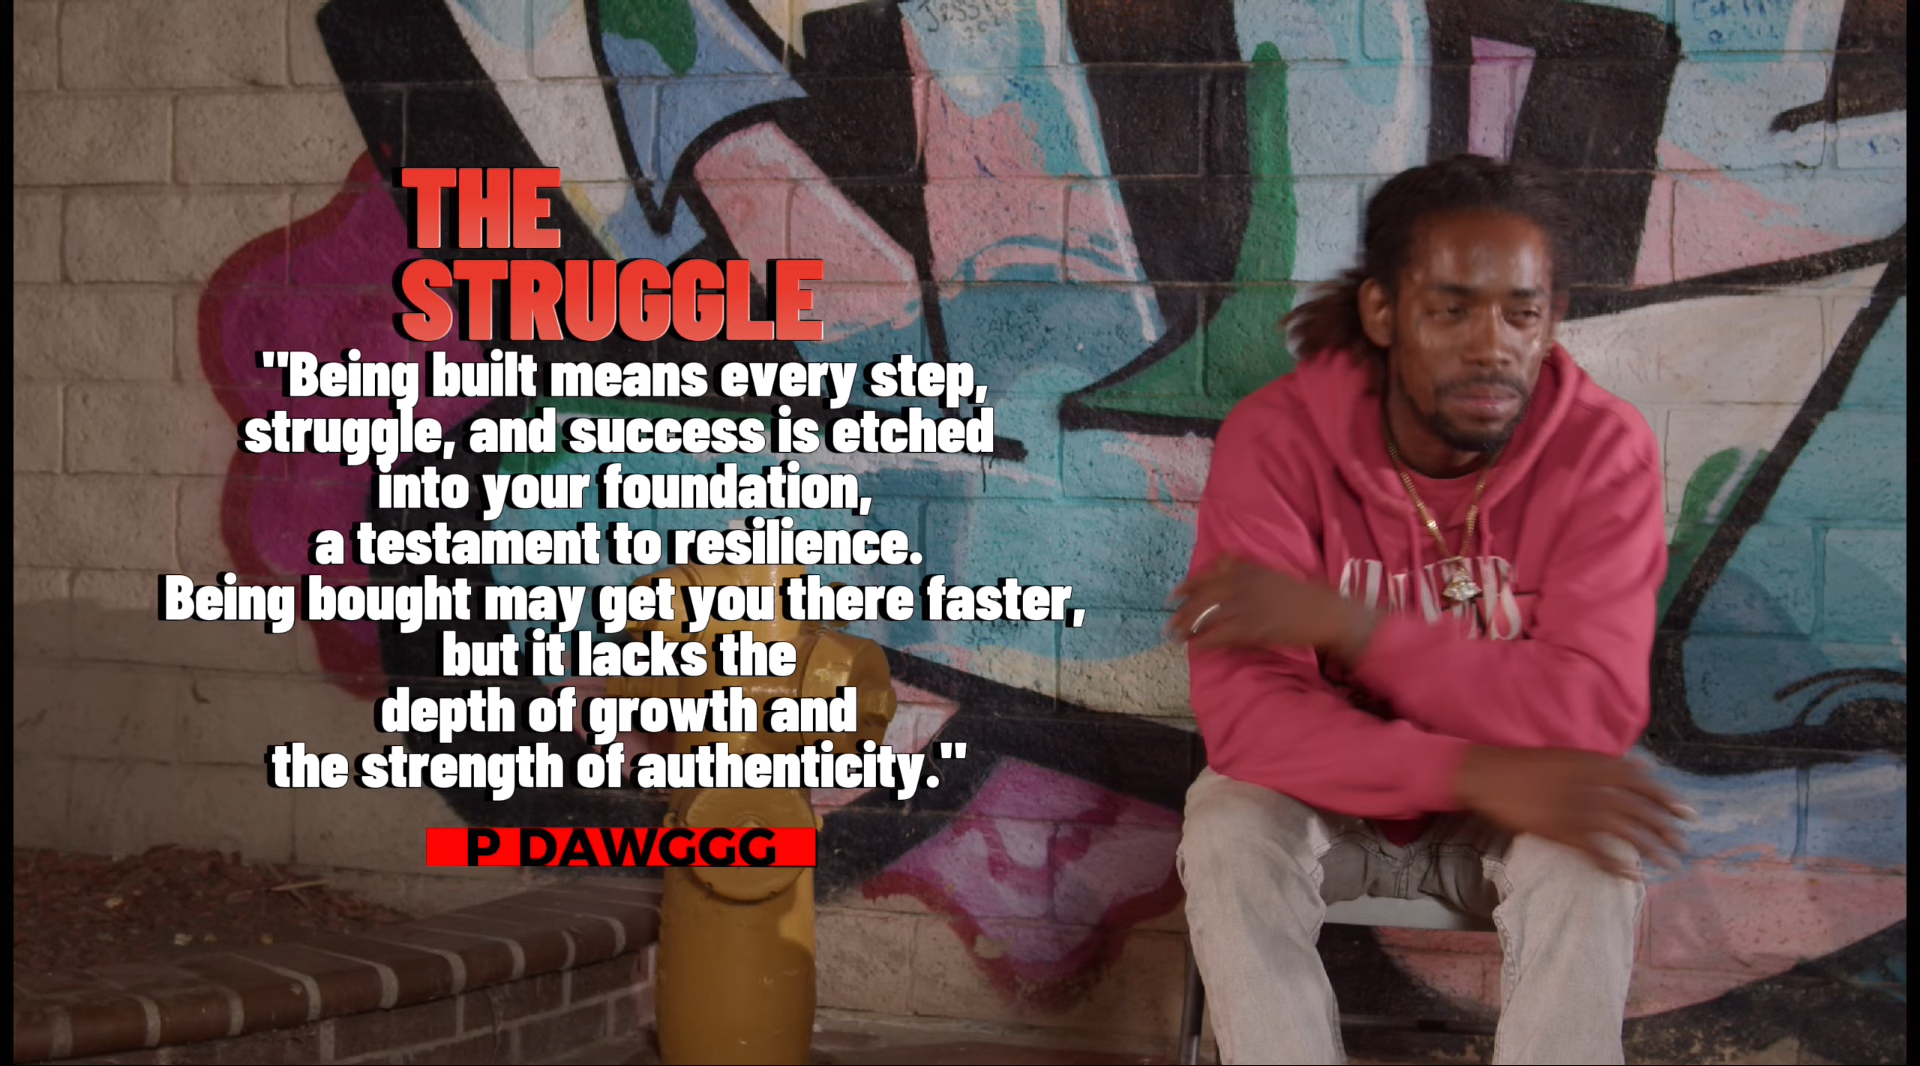 THE
STRUGGLE
"Being built means every step,
struggle, and success is etched
into your foundation,
a testament to resilience.
Being bought may get you there faster,
but it lacks the
depth of growth and
the strength of authenticity."
P DAWGGG